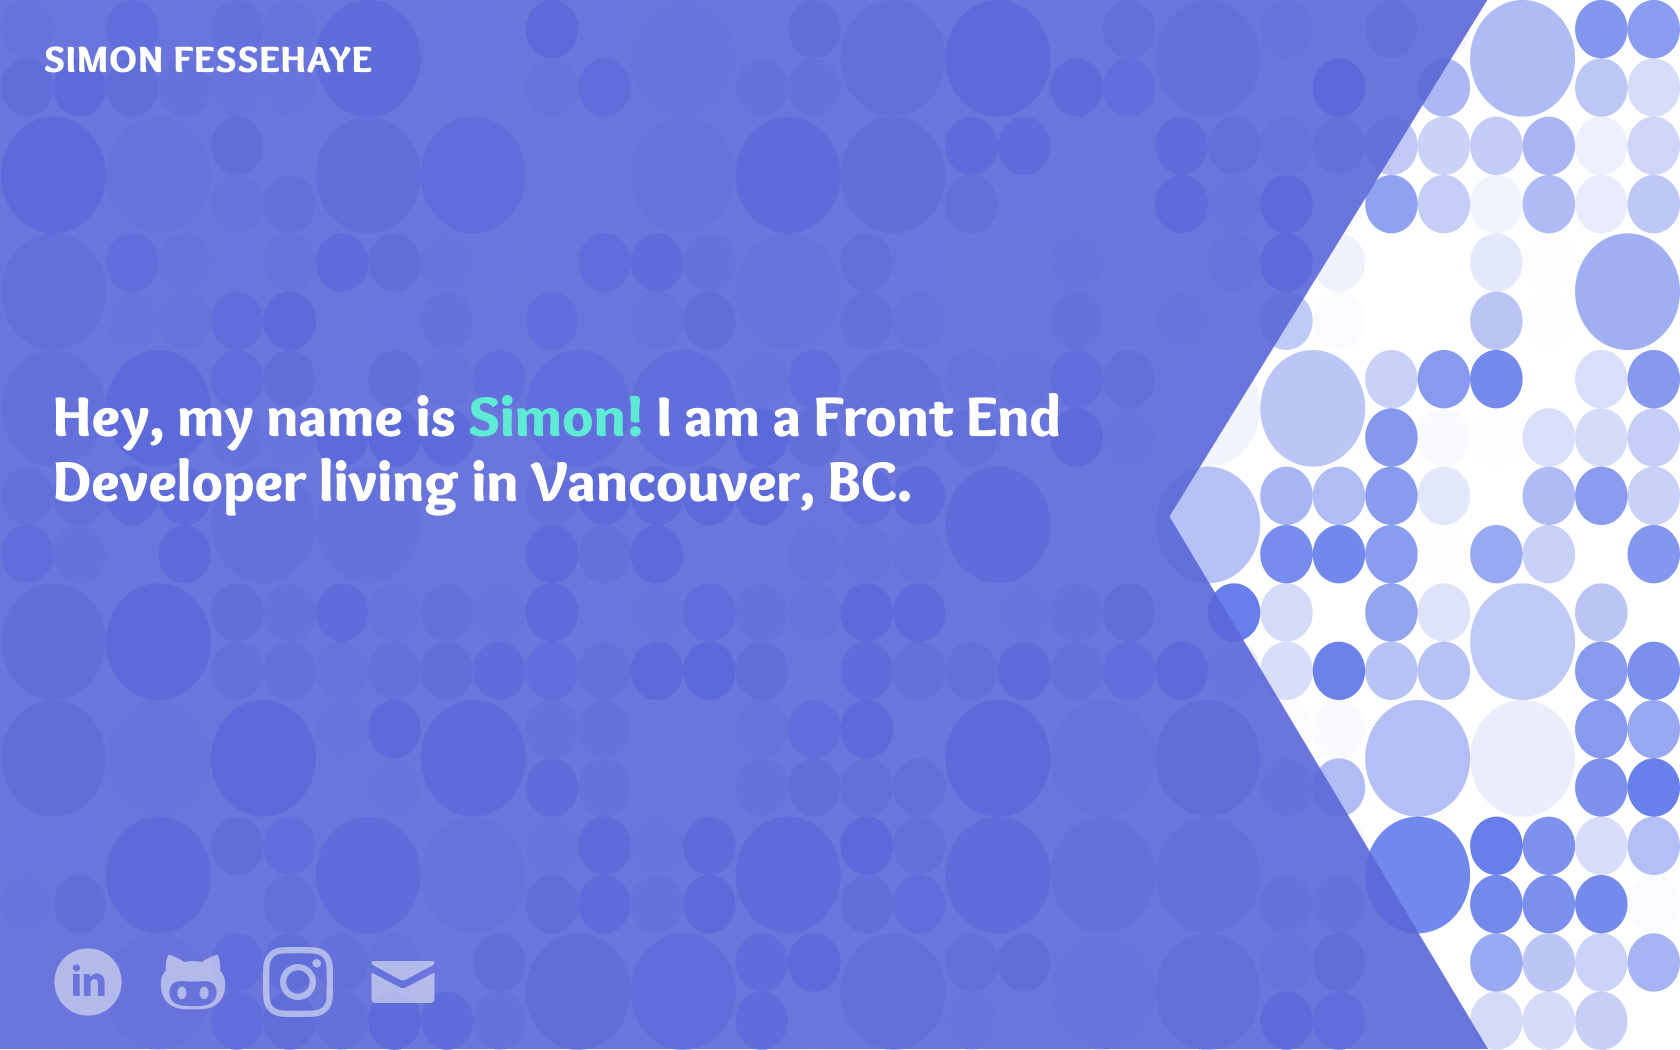 SIMON FESSEHAYE
Hey, my name is Simon! I am a Front End
Developer living in Vancouver, BC.
in